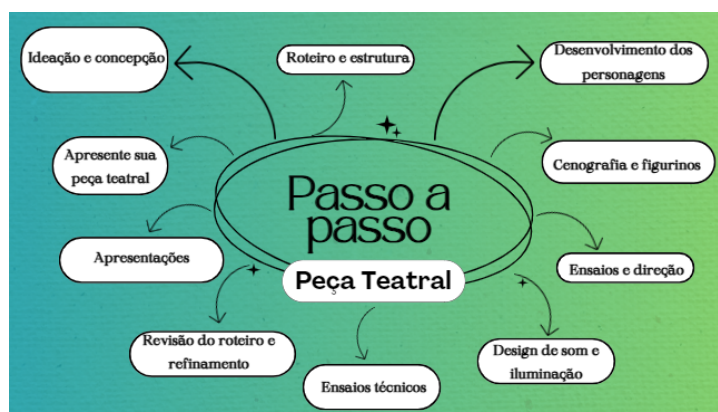 Ideação e concepção
Roteiro e estrutura
Desenvolvimento dos
personagens
Apresente sua
peça teatral
Cenografia e figurinos
Passo a
passo
Peça Teatral
Apresentações
Ensaios e direção
Revisão do roteiro e
refinamento
Ensaios técnicos
Design de som e
iluminação